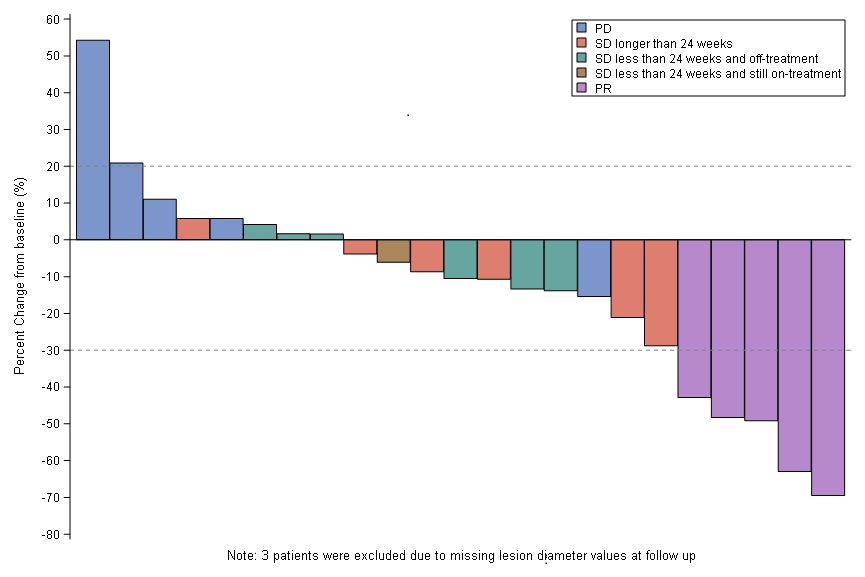 PD
SD longer than 24 weeks
SD less than 24 weeks and off-treatment
SD less than 24 weeks and still on-treatment
PR
Percent Change from baseline (%)
60
50
40
30
20
10
0
-10
-20
-30
-40
-50
-60
-70
-80
Note: 3 patients were excluded due to missing lesion diameter values at follow up